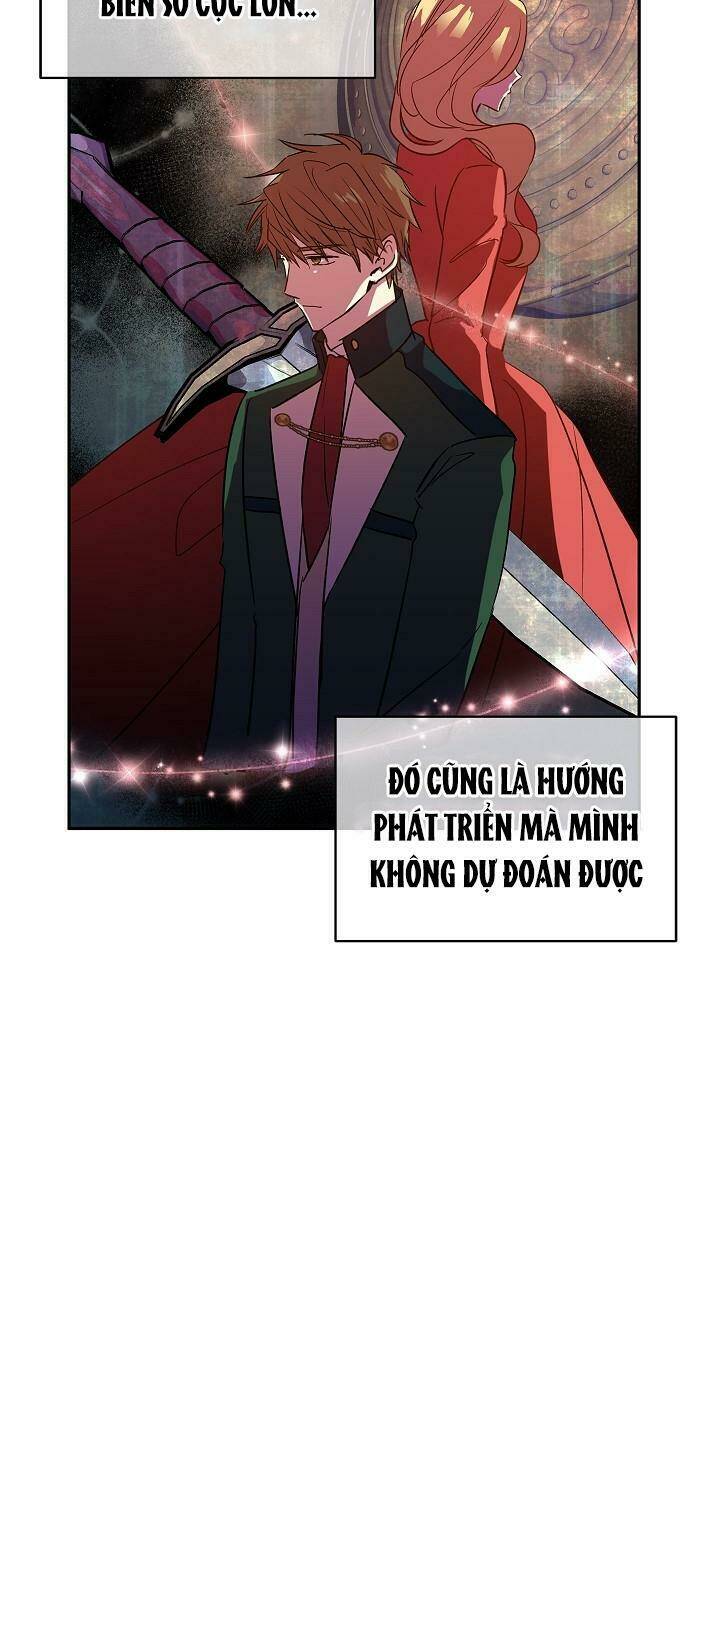 BIẾN SỐ CỰC LỚN...
ĐÓ CŨNG LÀ HƯỚNG
PHÁT TRIỂN MÀ MÌNH
KHÔNG DỰ ĐOÁN ĐƯỢC